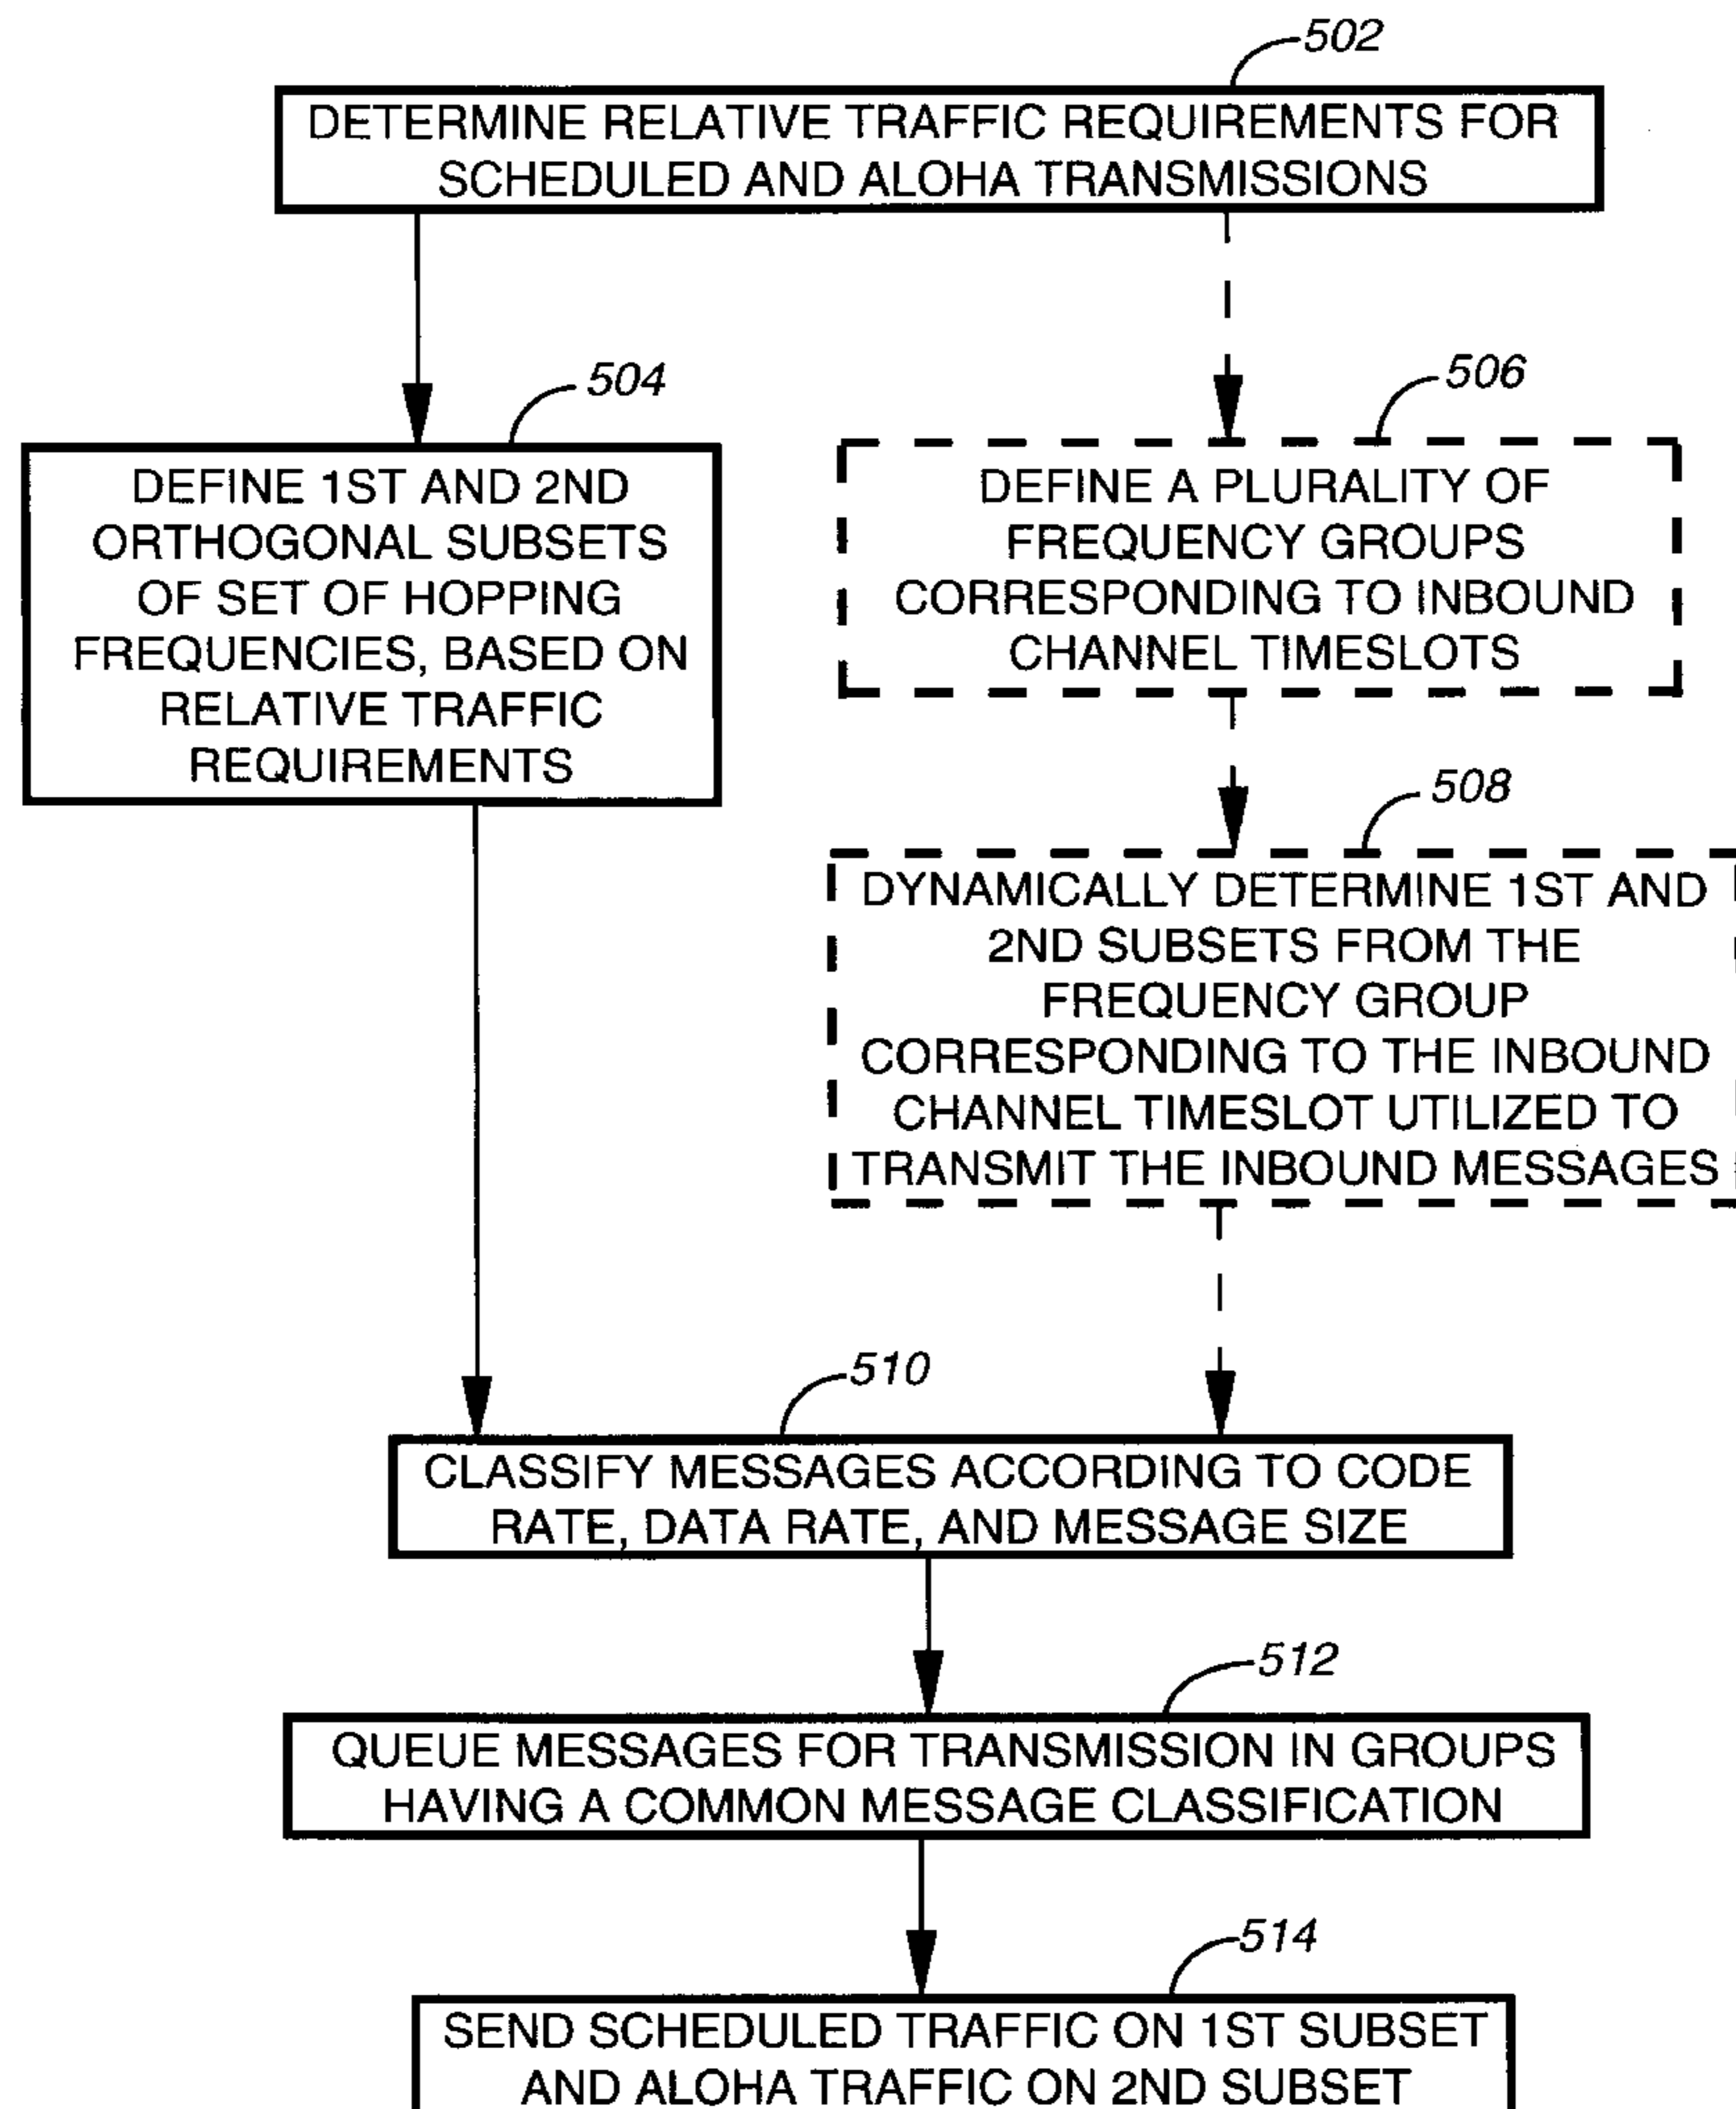 502
DETERMINE RELATIVE TRAFFIC REQUIREMENTS FOR
SCHEDULED AND ALOHA TRANSMISSIONS
504
DEFINE 1ST AND 2ND
ORTHOGONAL SUBSETS
OF SET OF HOPPING
FREQUENCIES, BASED ON
RELATIVE TRAFFIC
REQUIREMENTS
506
DEFINE A PLURALITY OF
FREQUENCY GROUPS
CORRESPONDING TO INBOUND
CHANNEL TIMESLOTS
508
DYNAMICALLY DETERMINE 1ST AND
2ND SUBSETS FROM THE
FREQUENCY GROUP
CORRESPONDING TO THE INBOUND
CHANNEL TIMESLOT UTILIZED TO
TRANSMIT THE INBOUND MESSAGES
510
CLASSIFY MESSAGES ACCORDING TO CODE
RATE, DATA RATE, AND MESSAGE SIZE
512
QUEUE MESSAGES FOR TRANSMISSION IN GROUPS
HAVING A COMMON MESSAGE CLASSIFICATION
514
SEND SCHEDULED TRAFFIC ON 1ST SUBSET
AND ALOHA TRAFFIC ON 2ND SUBSET